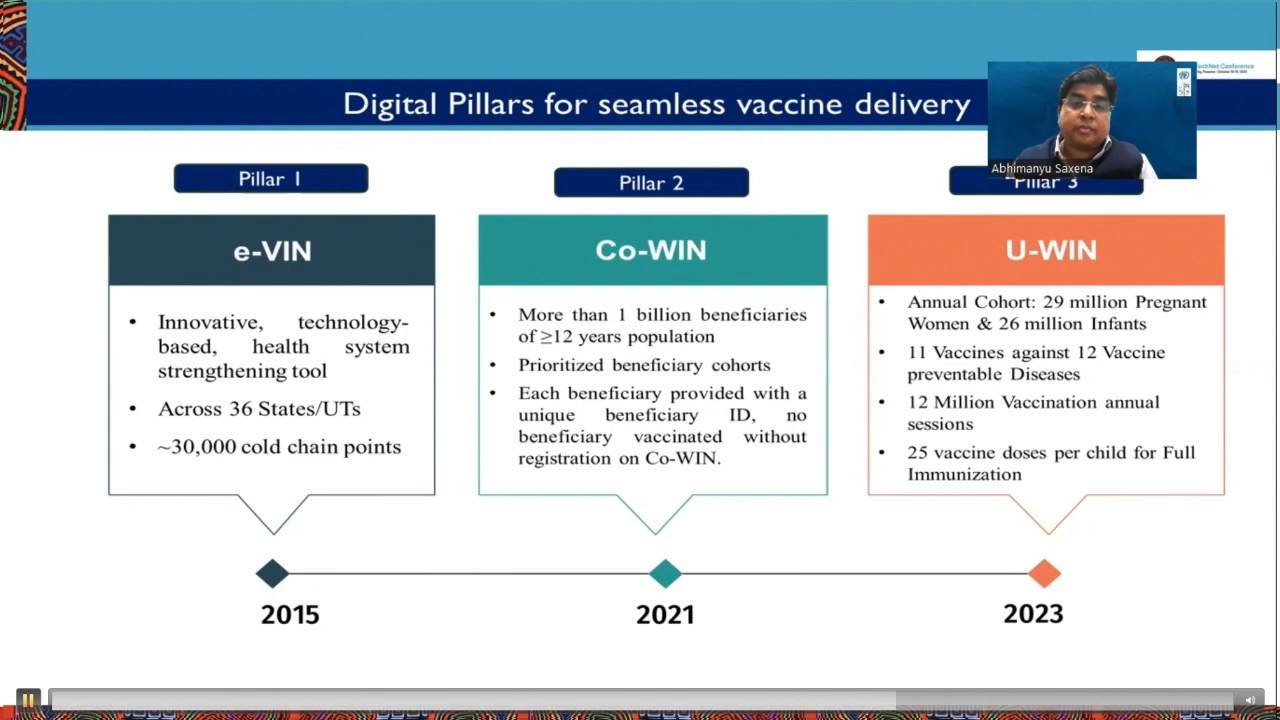 TechNet Conference
Digital Pillars for seamless vaccine delivery
Abhimanyu Saxena
Pillar 1
Pillar 2
Pillar 3
e-VIN
Co-WIN
U-WIN
• Innovative, technology-
based, health system
strengthening tool
• Across 36 States/UTs
• ~30,000 cold chain points
• More than 1 billion beneficiaries
of ≥12 years population
• Prioritized beneficiary cohorts
• Each beneficiary provided with a
unique beneficiary ID, no
beneficiary vaccinated without
registration on Co-WIN.
• Annual Cohort: 29 million Pregnant
Women & 26 million Infants
• 11 Vaccines against 12 Vaccine
preventable Diseases
• 12 Million Vaccination annual
sessions
• 25 vaccine doses per child for Full
Immunization
2015
2021
2023